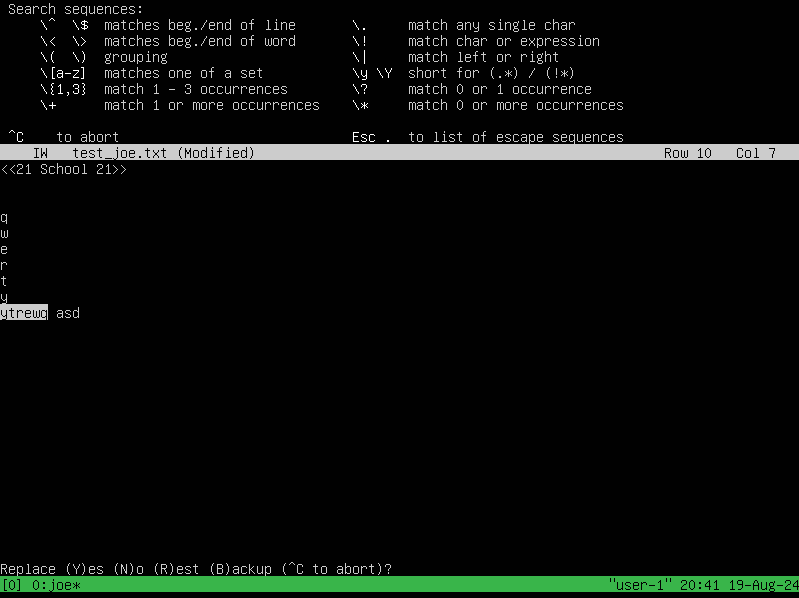 Search sequences:
\^  \$  matches beg./end of line       \.     match any single char
\<  \>  matches beg./end of word       \!     match char or expression
\(  \)  grouping                       \|     match left or right
\[a-z]  matches one of a set           \y \Y  short for (.*) / (!*)
\{1,3}  match 1 - 3 occurrences        \?     match 0 or 1 occurrence
\+      match 1 or more occurrences    \*     match 0 or more occurrences
^C    to abort                             Esc .  to list of escape sequences
IW   test_joe.txt (Modified)                                                   Row 10   Col 7
<<21 School 21>>
q
w
e
r
t
y
ytrewq asd
Replace (Y)es (N)o (R)est (B)ackup (^C to abort)?
[0] 0:joe*                                                                  "user-1" 20:41 19-Aug-24